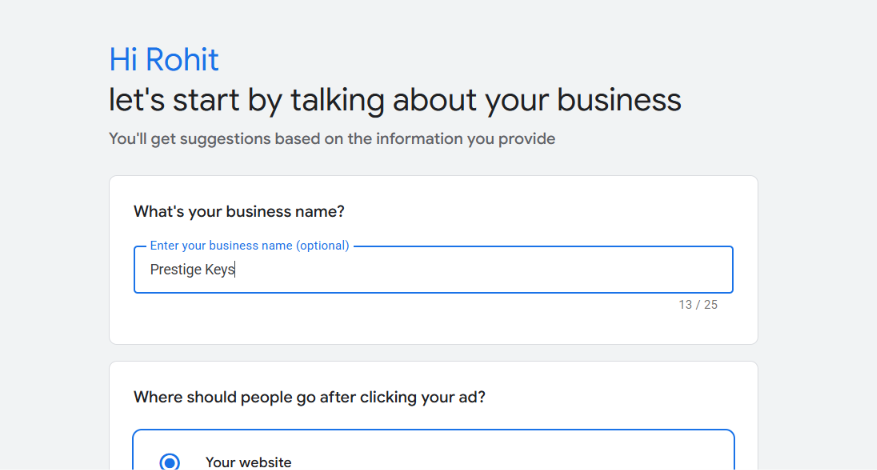 Hi Rohit
let's start by talking about your business
You'll get suggestions based on the information you provide
What's your business name?
Enter your business name (optional)
Prestige Keys
13 / 25
Where should people go after clicking your ad?
Your website